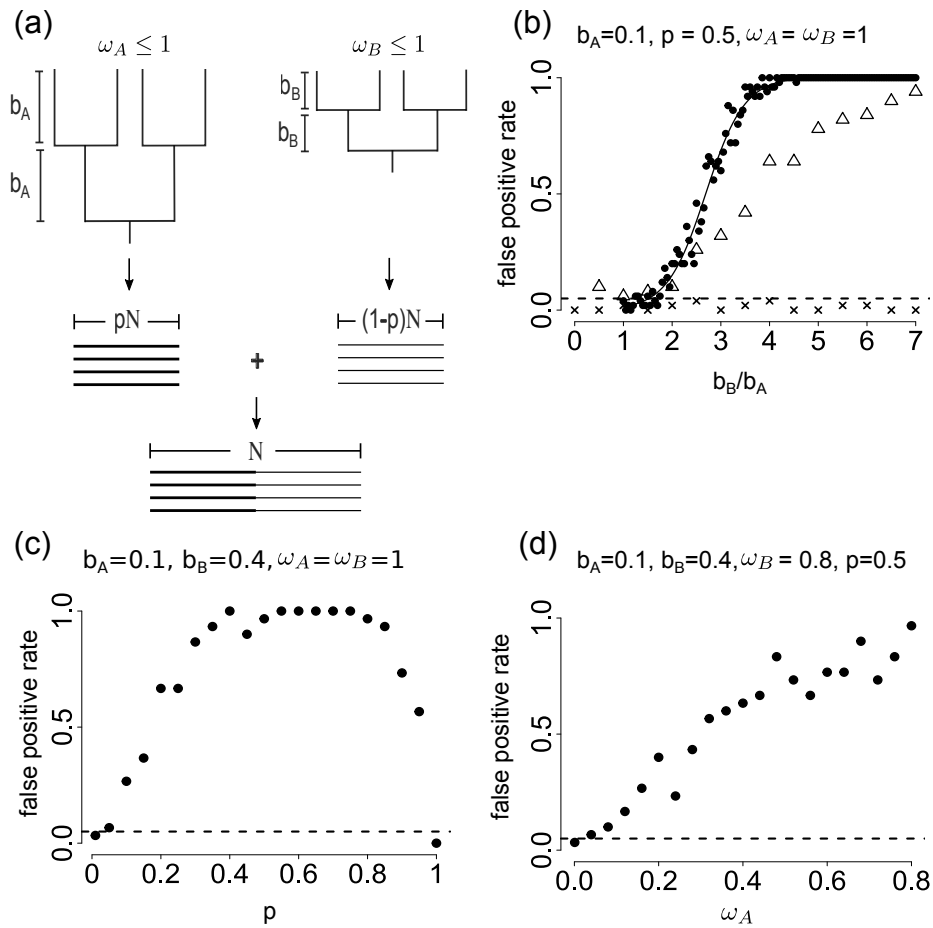 (a)
ω_A ≤ 1
ω_B ≤ 1
b_A
b_A
b_B
b_B
pN
(1-p)N
+
N
(b)
b_A=0.1, p = 0.5, ω_A = ω_B =1
false positive rate
1.0
0.5
0.0
0 1 2 3 4 5 6 7
b_B/b_A
(c)
b_A=0.1, b_B=0.4, ω_A = ω_B =1
false positive rate
1.0
0.5
0.0
0 0.2 0.4 0.6 0.8 1
p
(d)
b_A=0.1, b_B=0.4, ω_B = 0.8, p=0.5
false positive rate
1.0
0.5
0.0
0.0 0.2 0.4 0.6 0.8
ω_A